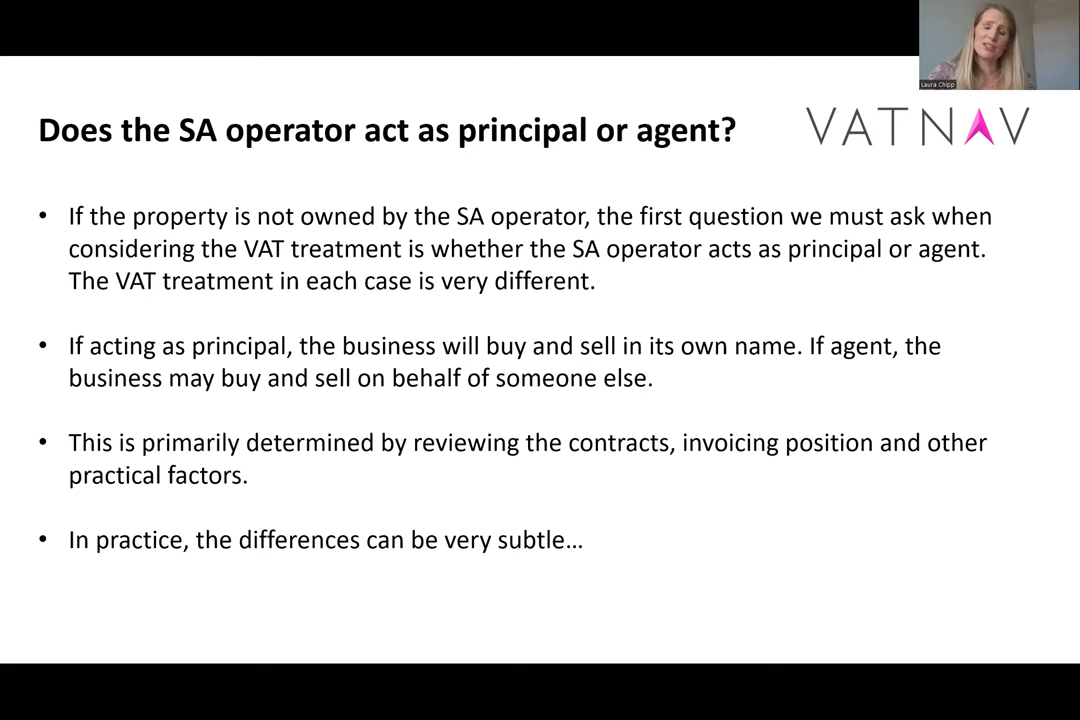 Laura Chipp
Does the SA operator act as principal or agent?
VATNAV
• If the property is not owned by the SA operator, the first question we must ask when
considering the VAT treatment is whether the SA operator acts as principal or agent.
The VAT treatment in each case is very different.
• If acting as principal, the business will buy and sell in its own name. If agent, the
business may buy and sell on behalf of someone else.
• This is primarily determined by reviewing the contracts, invoicing position and other
practical factors.
• In practice, the differences can be very subtle…